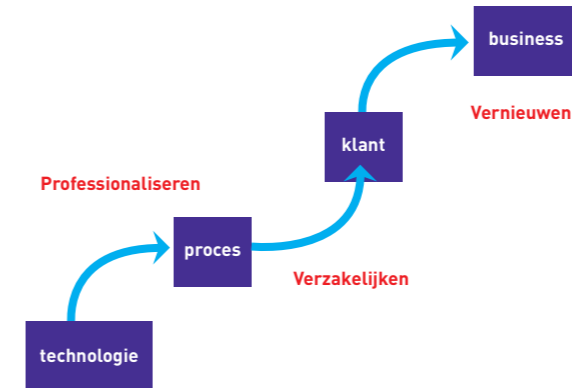 business
Vernieuwen
klant
Professionaliseren
proces
Verzakelijken
technologie